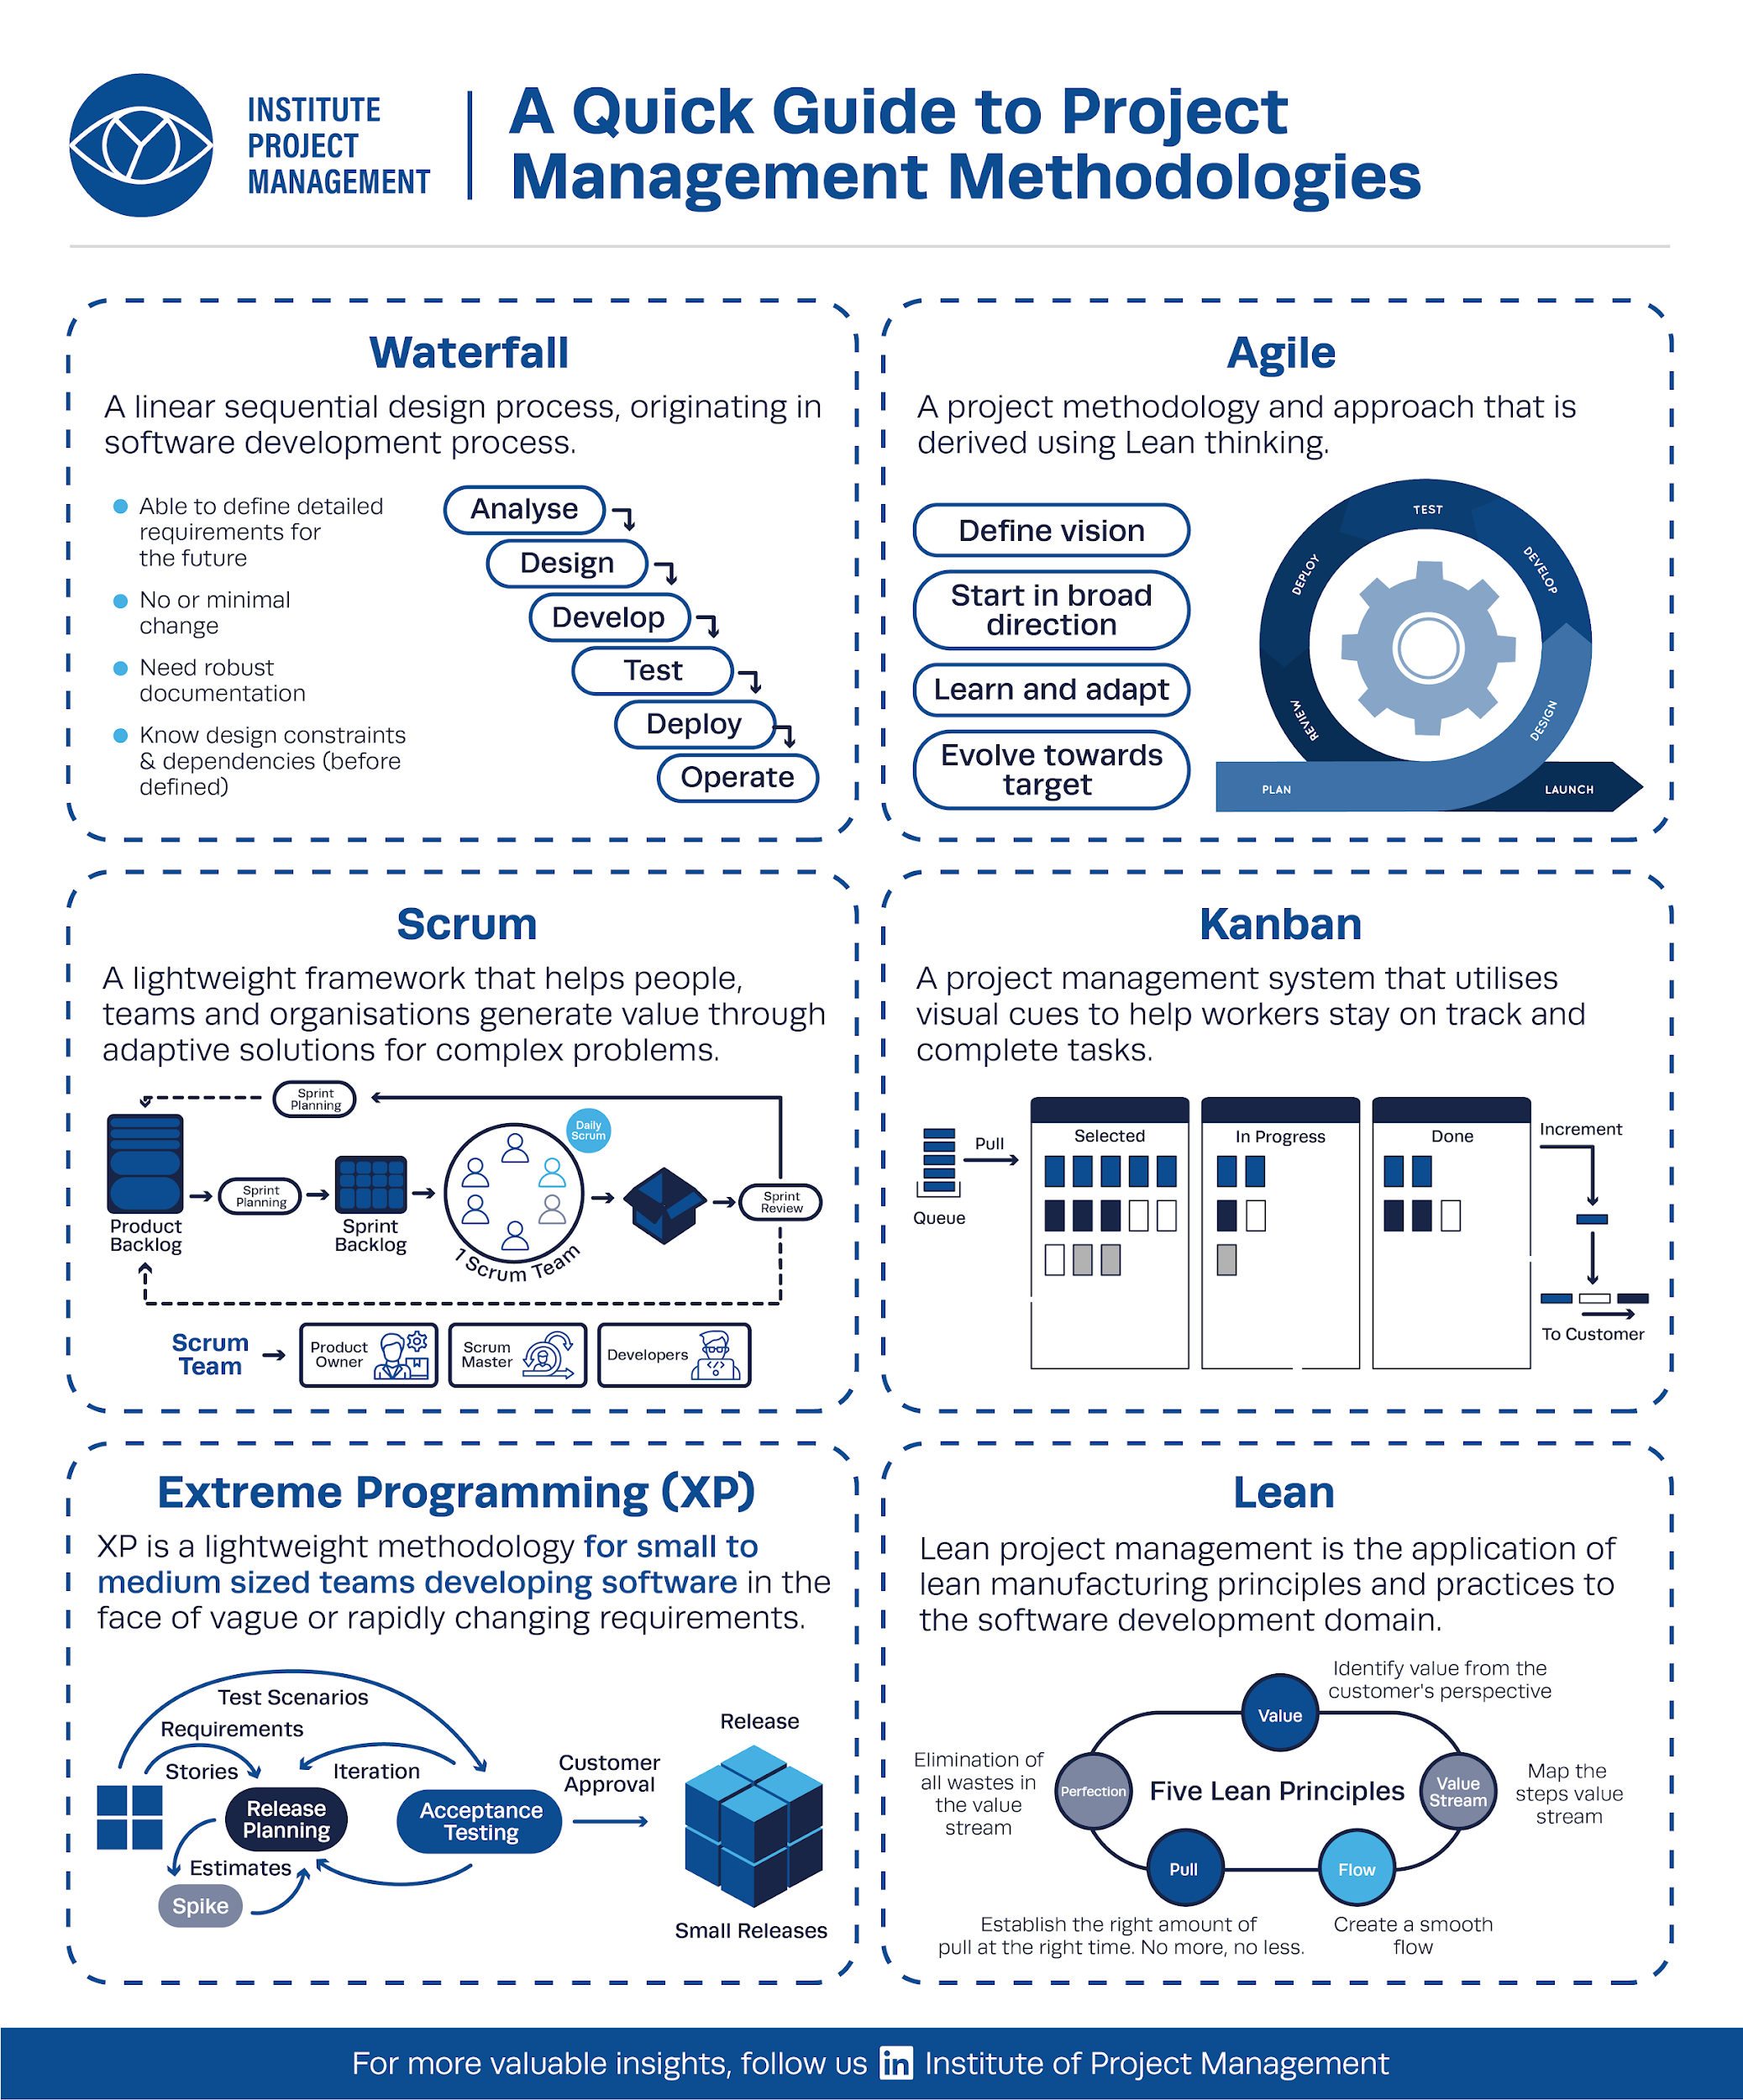 INSTITUTE
PROJECT
MANAGEMENT
A Quick Guide to Project
Management Methodologies
Waterfall
A linear sequential design process, originating in
software development process.
Able to define detailed
requirements for
the future
No or minimal
change
Need robust
documentation
Know design constraints
& dependencies (before
defined)
Analyse
Design
Develop
Test
Deploy
Operate
Agile
A project methodology and approach that is
derived using Lean thinking.
Define vision
Start in broad
direction
Learn and adapt
Evolve towards
target
PLAN
DESIGN
DEVELOP
TEST
DEPLOY
REVIEW
LAUNCH
Scrum
A lightweight framework that helps people,
teams and organisations generate value through
adaptive solutions for complex problems.
Sprint
Planning
Daily
Scrum
Product
Backlog
Sprint
Planning
Sprint
Backlog
1 Scrum Team
Sprint
Review
Scrum
Team
Product
Owner
Scrum
Master
Developers
</>
Kanban
A project management system that utilises
visual cues to help workers stay on track and
complete tasks.
Queue
Pull
Selected
In Progress
Done
Increment
To Customer
Extreme Programming (XP)
XP is a lightweight methodology for small to
medium sized teams developing software in the
face of vague or rapidly changing requirements.
Test Scenarios
Requirements
Stories
Iteration
Release
Planning
Acceptance
Testing
Estimates
Spike
Customer
Approval
Release
Small Releases
Lean
Lean project management is the application of
lean manufacturing principles and practices to
the software development domain.
Identify value from the
customer's perspective
Value
Elimination of
all wastes in
the value
stream
Perfection
Five Lean Principles
Value
Stream
Map the
steps value
stream
Pull
Flow
Establish the right amount of
pull at the right time. No more, no less.
Create a smooth
flow
For more valuable insights, follow us in Institute of Project Management